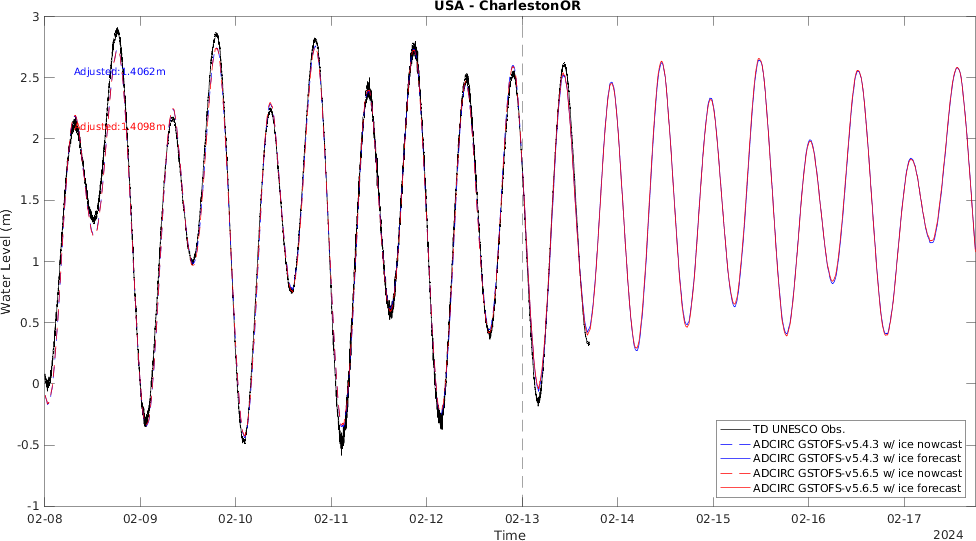 USA - CharlestonOR
3
2.5
2
1.5
1
0.5
0
-0.5
-1
Water Level (m)
Adjusted:1.4062m
Adjusted:1.4098m
TD UNESCO Obs.
ADCIRC GSTOFS-v5.4.3 w/ ice nowcast
ADCIRC GSTOFS-v5.4.3 w/ ice forecast
ADCIRC GSTOFS-v5.6.5 w/ ice nowcast
ADCIRC GSTOFS-v5.6.5 w/ ice forecast
02-08 02-09 02-10 02-11 02-12 02-13 02-14 02-15 02-16 02-17
Time
2024